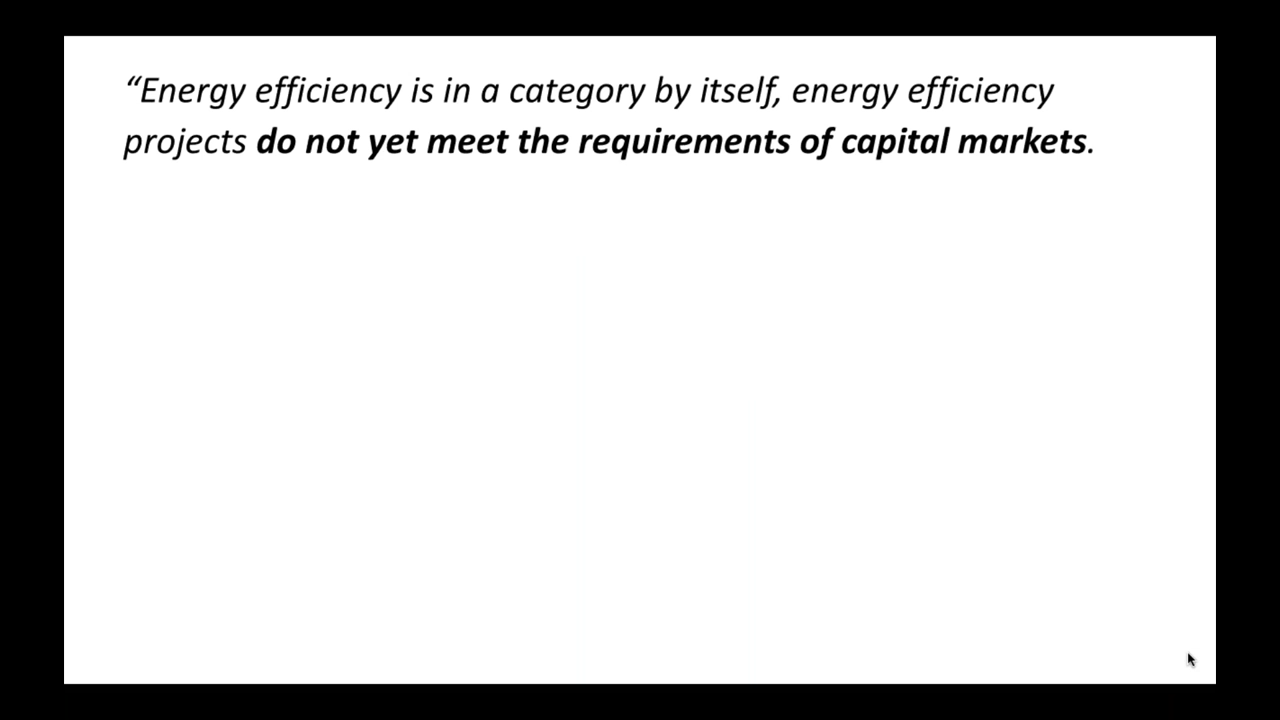 “Energy efficiency is in a category by itself, energy efficiency
projects do not yet meet the requirements of capital markets.